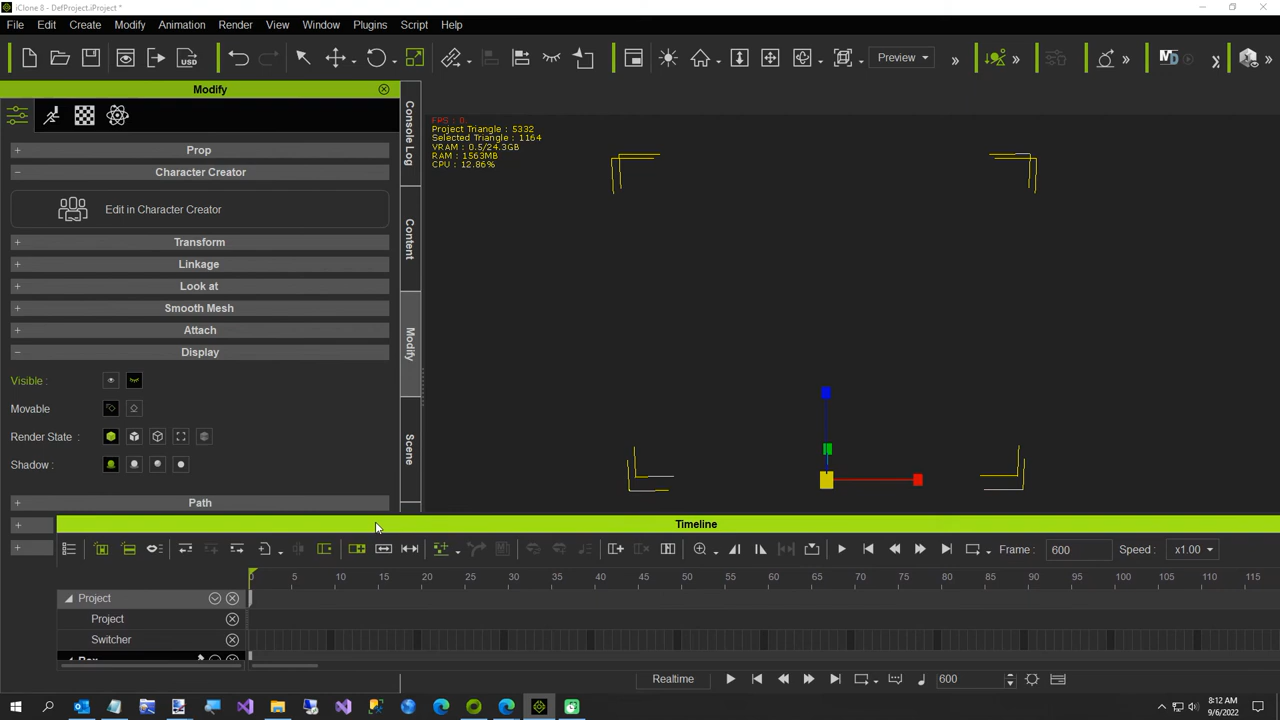 iClone 8 - DefProject.iProject *
File Edit Create Modify Animation Render View Window Plugins Script Help
USD
Preview
Modify
Prop
Character Creator
Edit in Character Creator
Transform
Linkage
Look at
Smooth Mesh
Attach
Display
Visible :
Movable
Render State :
Shadow :
Path
Console Log
Content
Modify
Scene
FPS : 0
Project Triangle : 5332
Selected Triangle : 1164
VRAM : 0.5/24.3GB
RAM : 1563MB
CPU : 12.86%
Timeline
Frame : 600 Speed : x1.00
0 5 10 15 20 25 30 35 40 45 50 55 60 65 70 75 80 85 90 95 100 105 110 115
Project
Project
Switcher
Box
Realtime 600
8:12 AM
9/6/2022